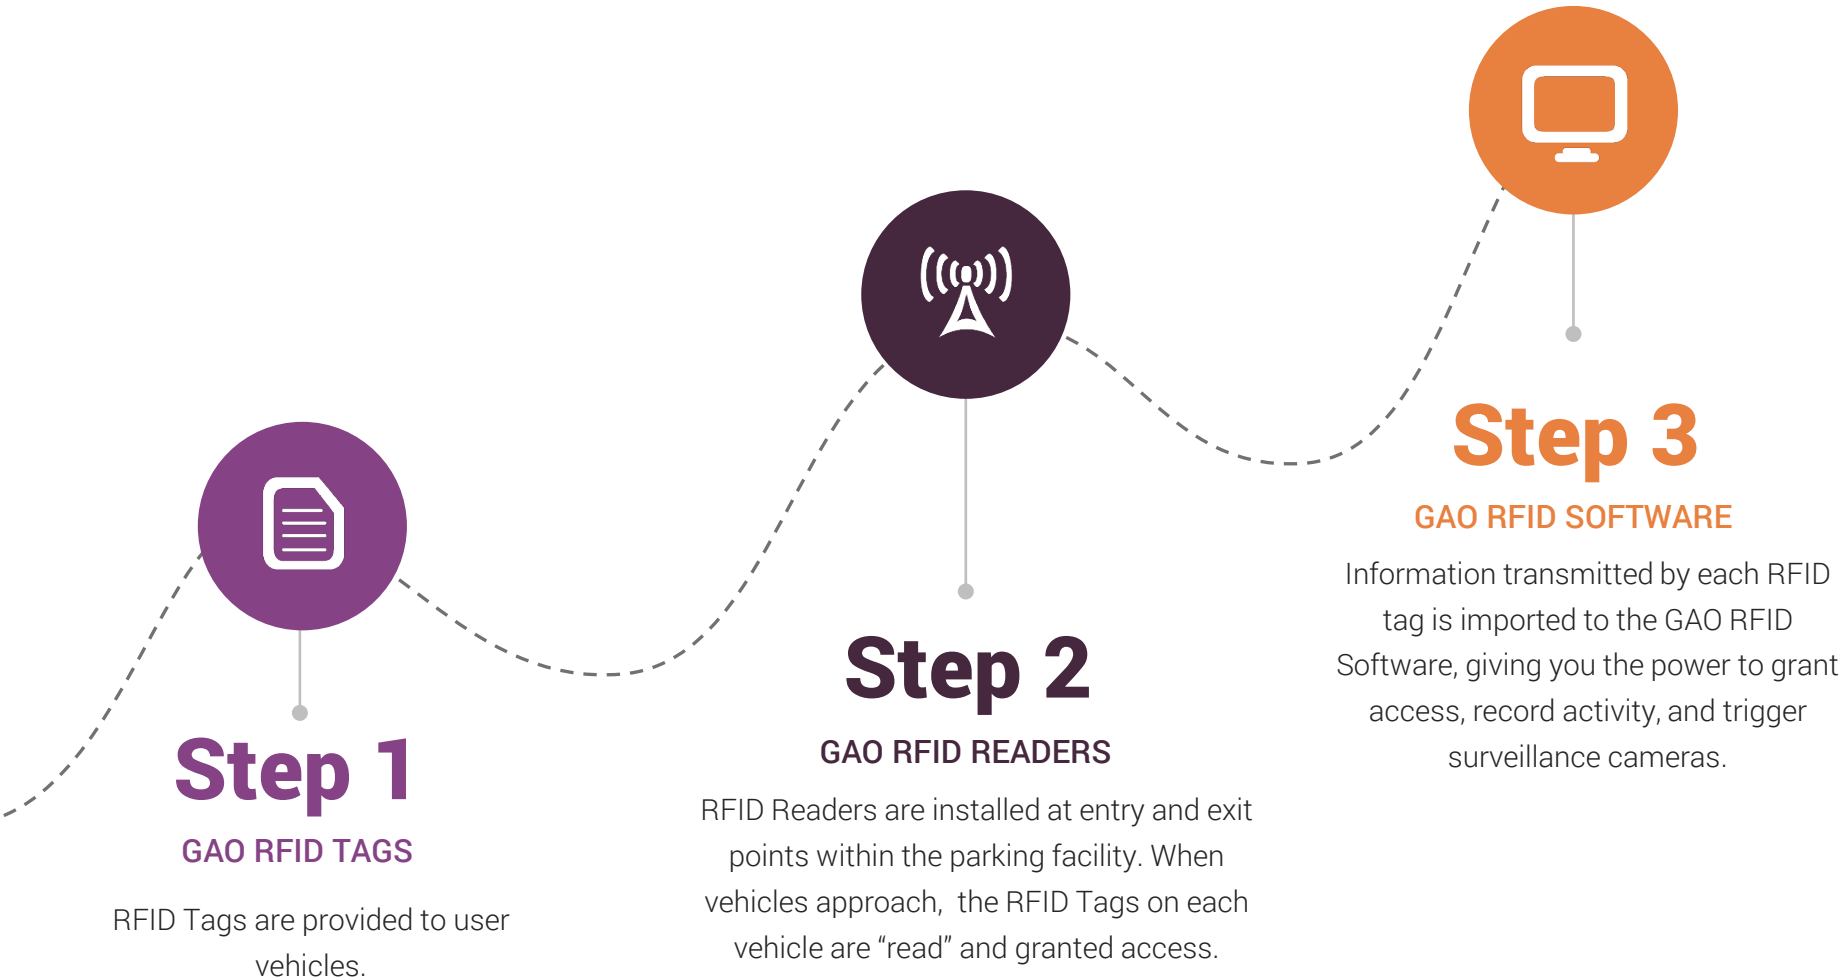 Step 1
GAO RFID TAGS
RFID Tags are provided to user
vehicles.
Step 2
GAO RFID READERS
RFID Readers are installed at entry and exit
points within the parking facility. When
vehicles approach,  the RFID Tags on each
vehicle are “read” and granted access.
Step 3
GAO RFID SOFTWARE
Information transmitted by each RFID
tag is imported to the GAO RFID
Software, giving you the power to grant
access, record activity, and trigger
surveillance cameras.